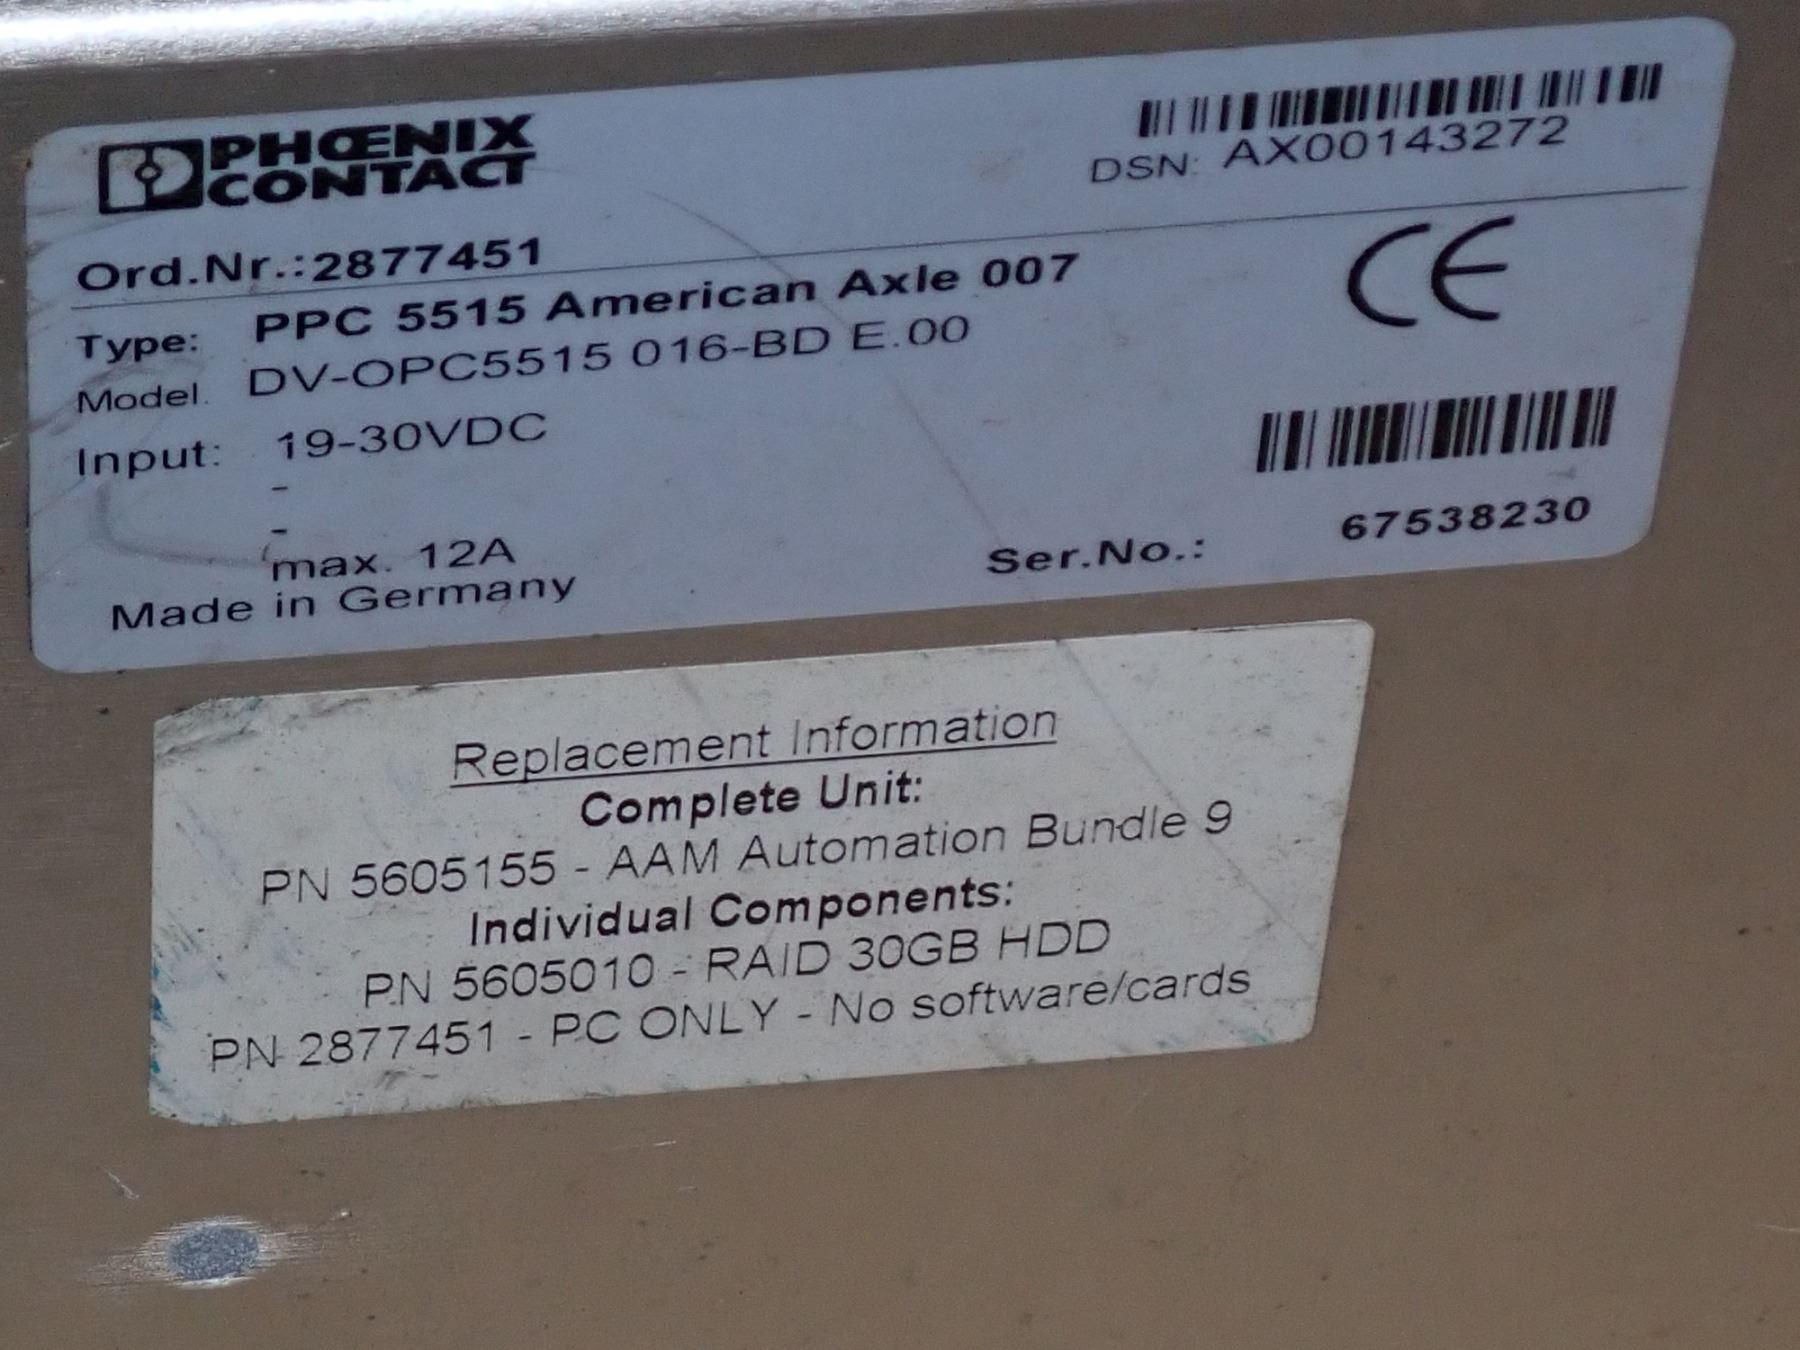 PHŒNIX
CONTACT
DSN: AX00143272
Ord.Nr.:2877451
Type: PPC 5515 American Axle 007
Model. DV-OPC5515 016-BD E.00
Input: 19-30VDC
-
-
max. 12A
Made in Germany
CE
Ser.No.: 67538230
Replacement Information
Complete Unit:
PN 5605155 - AAM Automation Bundle 9
Individual Components:
PN 5605010 - RAID 30GB HDD
PN 2877451 - PC ONLY - No software/cards